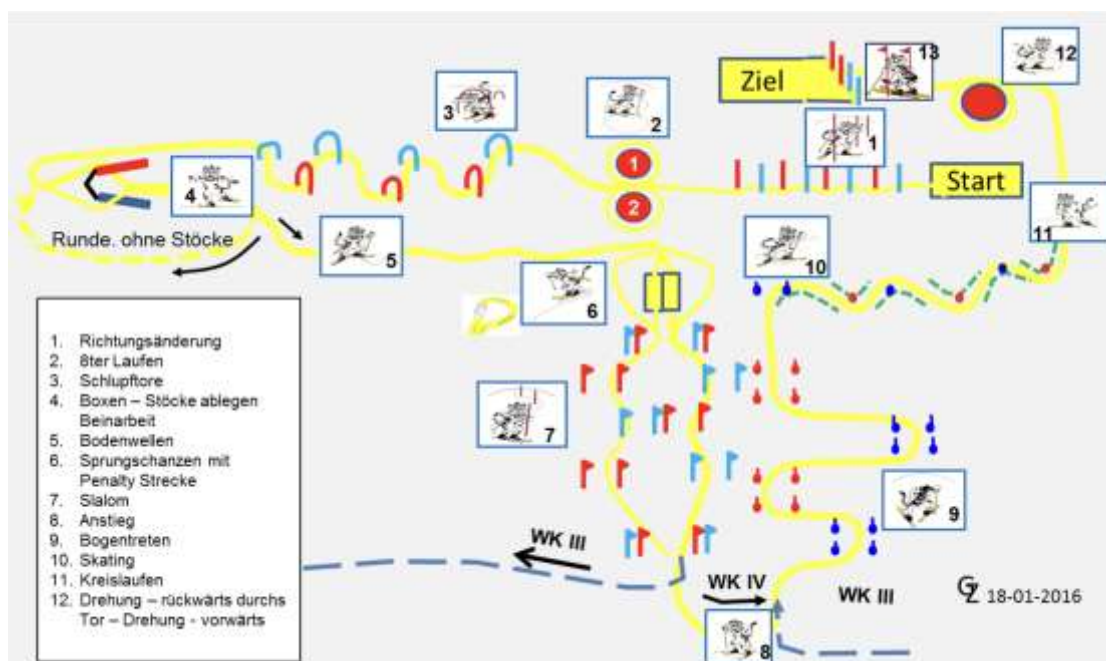 13
12
Ziel
3
2
1
1
Start
4
2
Runde. ohne Stöcke
11
5
10
6
1. Richtungsänderung
2. 8ter Laufen
3. Schlupftore
4. Boxen – Stöcke ablegen
Beinarbeit
5. Bodenwellen
6. Sprungschanzen mit
Penalty Strecke
7. Slalom
8. Anstieg
9. Bogentreten
10. Skating
11. Kreislaufen
12. Drehung – rückwärts durchs
Tor – Drehung - vorwärts
7
9
WK III
WK IV
WK III
GZ 18-01-2016
8